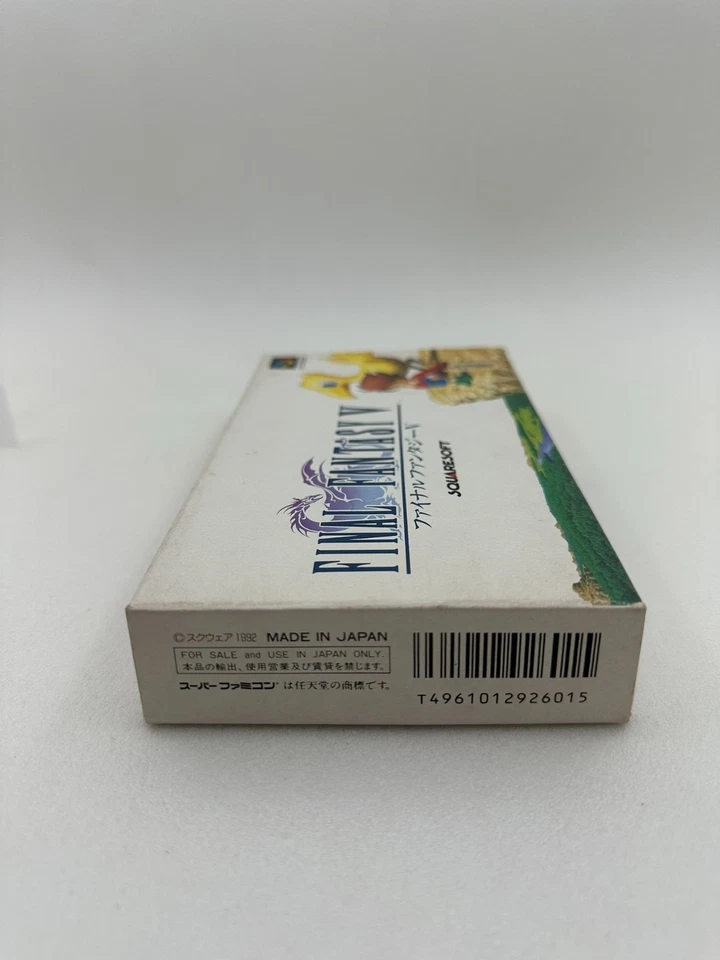 FINAL FANTASY V
ファイナルファンタジーV
SQUARESOFT
©スクウェア 1992 MADE IN JAPAN
FOR SALE and USE IN JAPAN ONLY.
本品の輸出、使用営業及び賃貸を禁じます。
スーパーファミコン®は任天堂の商標です。
T4961012926015